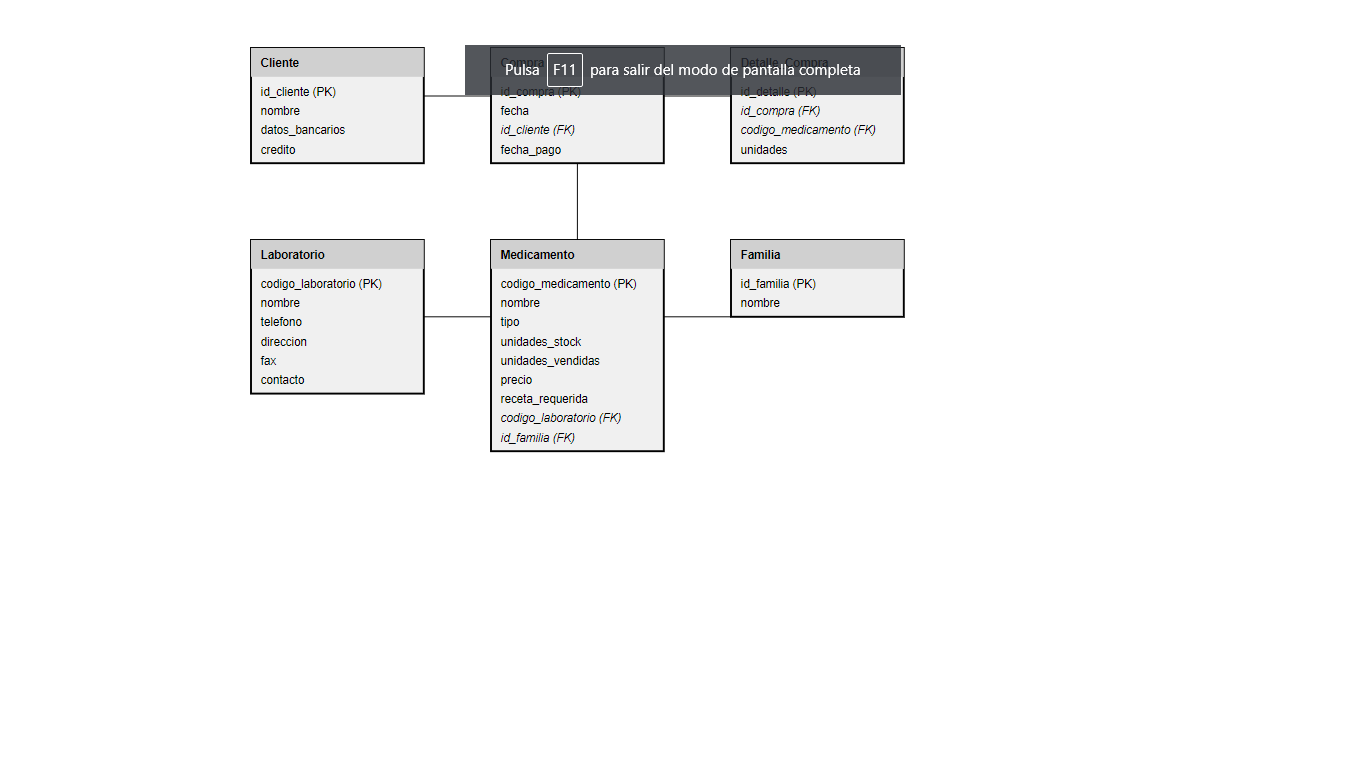 Cliente
id_cliente (PK)
nombre
datos_bancarios
credito
Pulsa F11 para salir del modo de pantalla completa
Compra
id_compra (PK)
fecha
id_cliente (FK)
fecha_pago
Detalle_Compra
id_detalle (PK)
id_compra (FK)
codigo_medicamento (FK)
unidades
Laboratorio
codigo_laboratorio (PK)
nombre
telefono
direccion
fax
contacto
Medicamento
codigo_medicamento (PK)
nombre
tipo
unidades_stock
unidades_vendidas
precio
receta_requerida
codigo_laboratorio (FK)
id_familia (FK)
Familia
id_familia (PK)
nombre